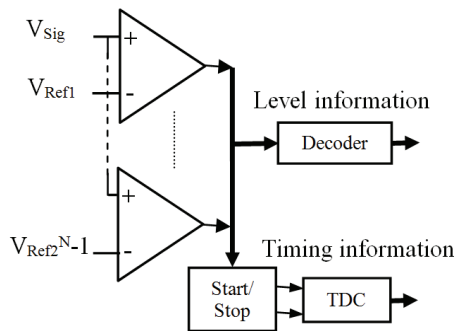 V_Sig
+
V_Ref1
-
Level information
Decoder
+
V_Ref2^N-1
-
Timing information
Start/
Stop
TDC